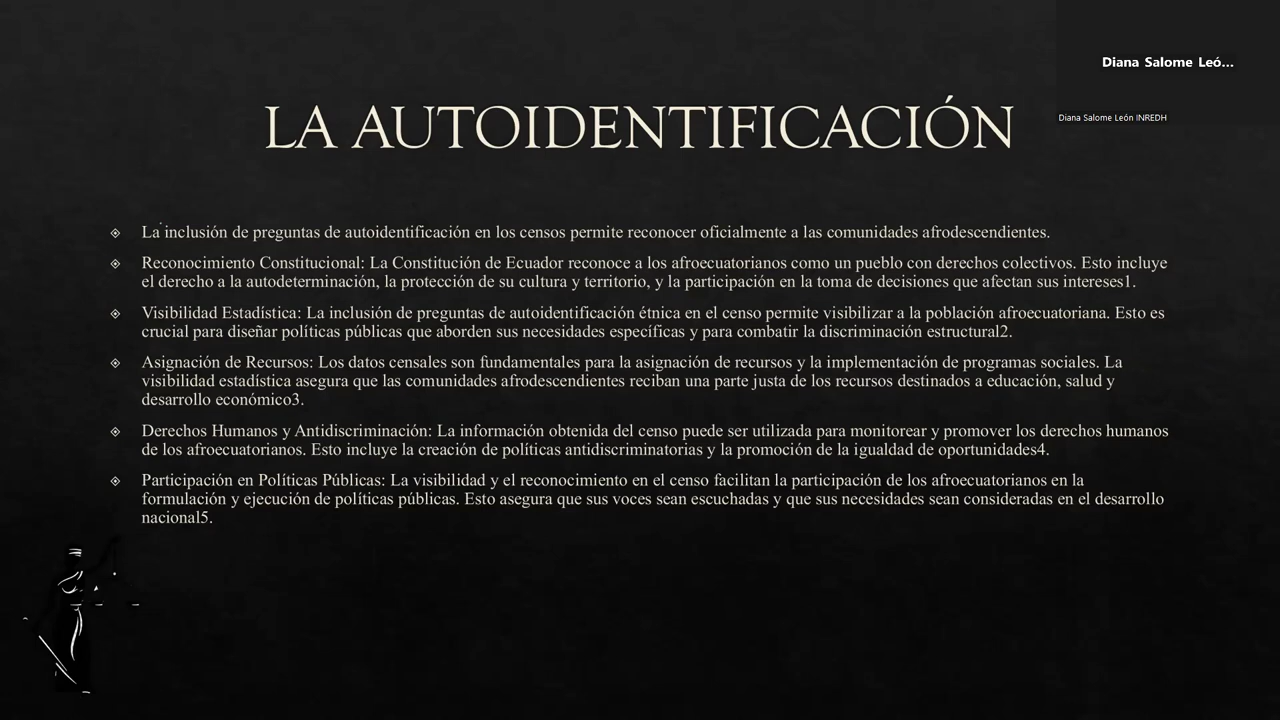 Diana Salome Leó...
Diana Salome León INREDH
LA AUTOIDENTIFICACIÓN
La inclusión de preguntas de autoidentificación en los censos permite reconocer oficialmente a las comunidades afrodescendientes.
Reconocimiento Constitucional: La Constitución de Ecuador reconoce a los afroecuatorianos como un pueblo con derechos colectivos. Esto incluye
el derecho a la autodeterminación, la protección de su cultura y territorio, y la participación en la toma de decisiones que afectan sus intereses1.
Visibilidad Estadística: La inclusión de preguntas de autoidentificación étnica en el censo permite visibilizar a la población afroecuatoriana. Esto es
crucial para diseñar políticas públicas que aborden sus necesidades específicas y para combatir la discriminación estructural2.
Asignación de Recursos: Los datos censales son fundamentales para la asignación de recursos y la implementación de programas sociales. La
visibilidad estadística asegura que las comunidades afrodescendientes reciban una parte justa de los recursos destinados a educación, salud y
desarrollo económico3.
Derechos Humanos y Antidiscriminación: La información obtenida del censo puede ser utilizada para monitorear y promover los derechos humanos
de los afroecuatorianos. Esto incluye la creación de políticas antidiscriminatorias y la promoción de la igualdad de oportunidades4.
Participación en Políticas Públicas: La visibilidad y el reconocimiento en el censo facilitan la participación de los afroecuatorianos en la
formulación y ejecución de políticas públicas. Esto asegura que sus voces sean escuchadas y que sus necesidades sean consideradas en el desarrollo
nacional5.